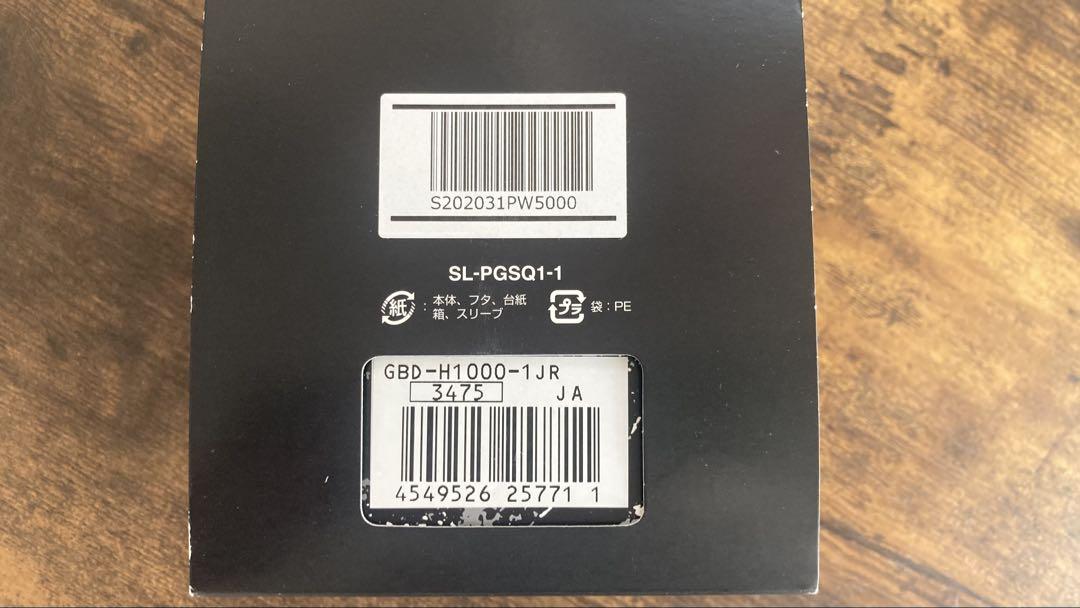 S202031PW5000
SL-PGSQ1-1
紙 : 本体、フタ、台紙
箱、スリーブ
プラ 袋:PE
GBD-H1000-1JR
3475 JA
4549526 25771 1